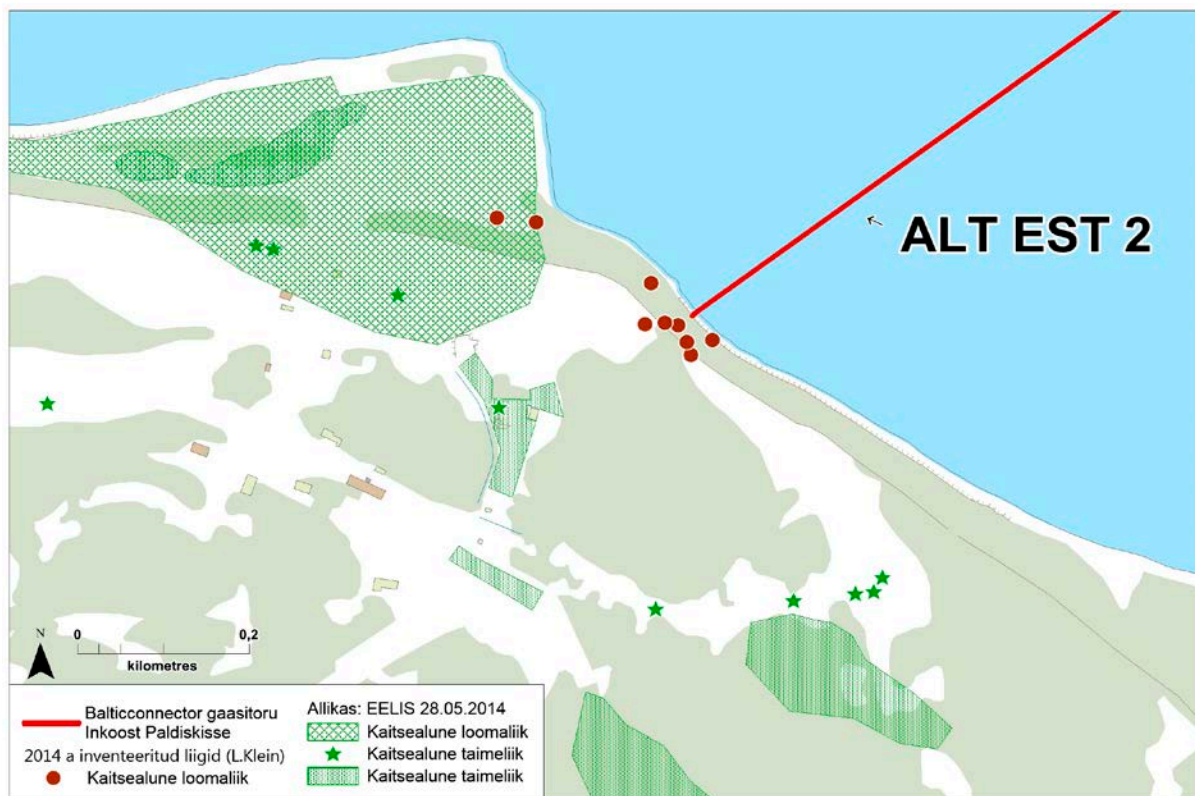 ALT EST 2
N
0 0,2
kilometres
Balticconnector gaasitoru
Inkoost Paldiskisse
2014 a inventeeritud liigid (L.Klein)
Kaitsealune loomaliik
Allikas: EELIS 28.05.2014
Kaitsealune loomaliik
Kaitsealune taimeliik
Kaitsealune taimeliik